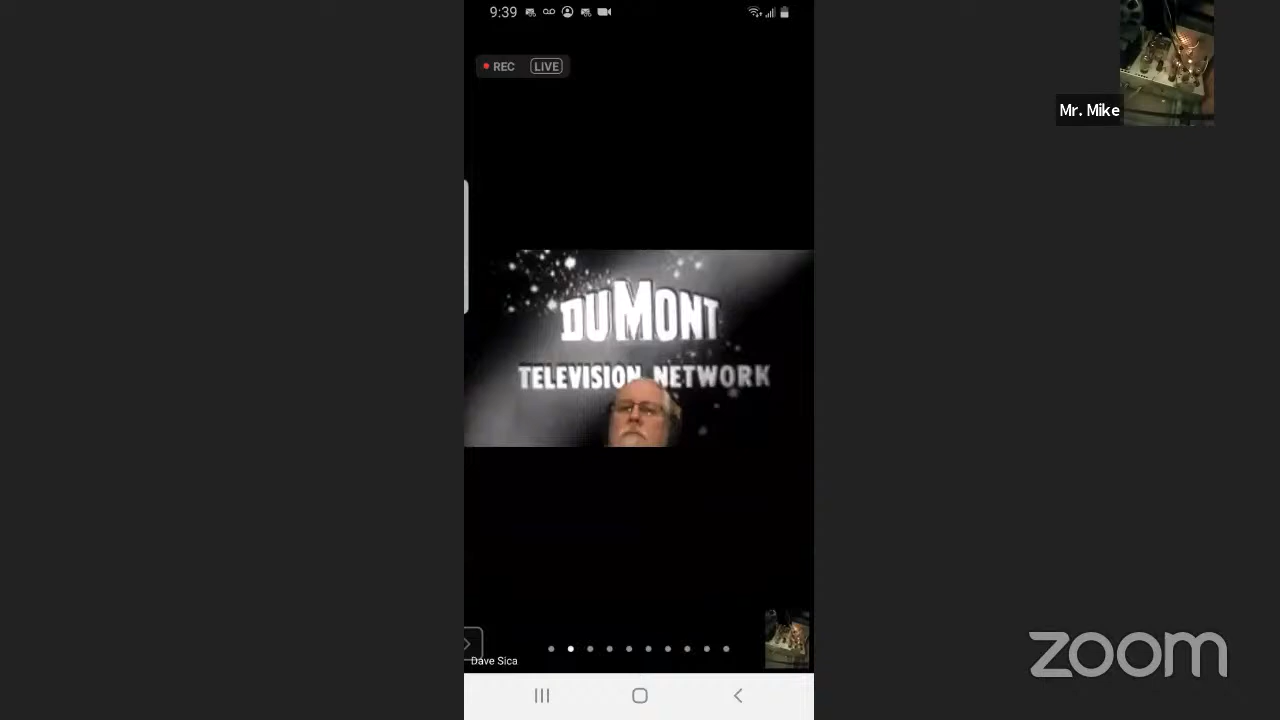 9:39
REC LIVE
Mr. Mike
DUMONT
TELEVISION NETWORK
Dave Sica
zoom